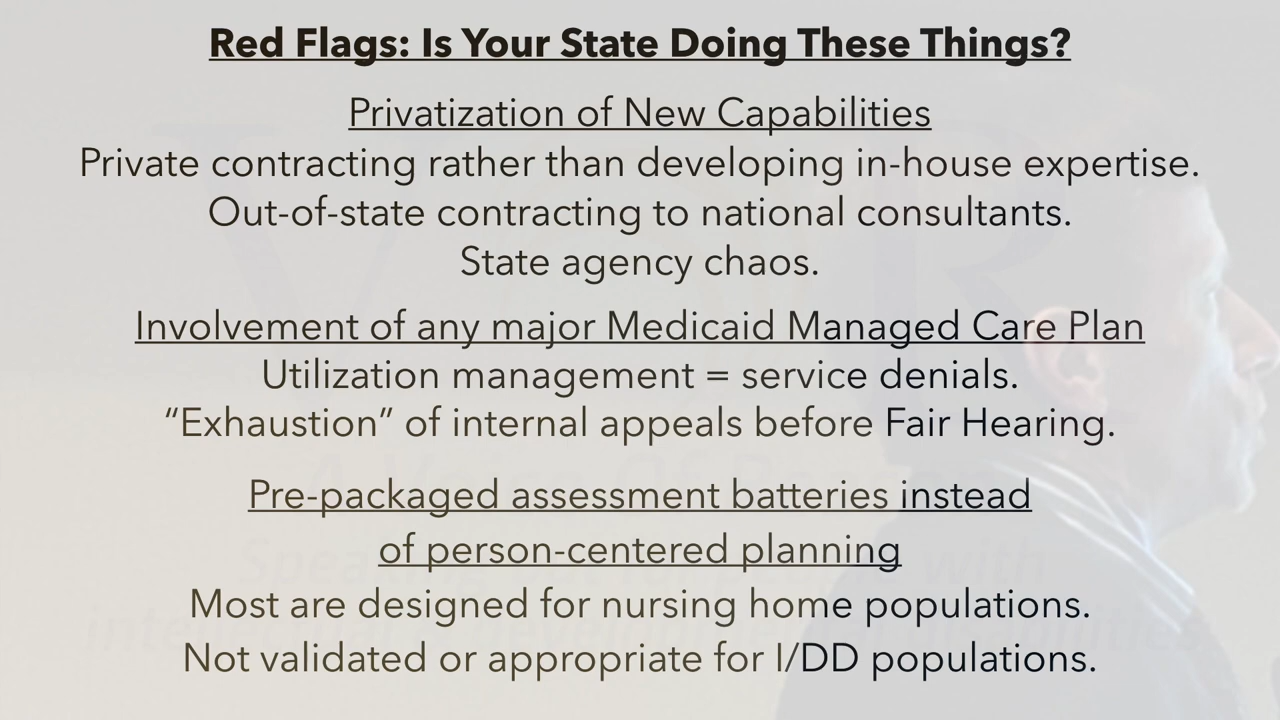 Red Flags: Is Your State Doing These Things?
Privatization of New Capabilities
Private contracting rather than developing in-house expertise.
Out-of-state contracting to national consultants.
State agency chaos.
Involvement of any major Medicaid Managed Care Plan
Utilization management = service denials.
“Exhaustion” of internal appeals before Fair Hearing.
Pre-packaged assessment batteries instead
of person-centered planning
Most are designed for nursing home populations.
Not validated or appropriate for I/DD populations.